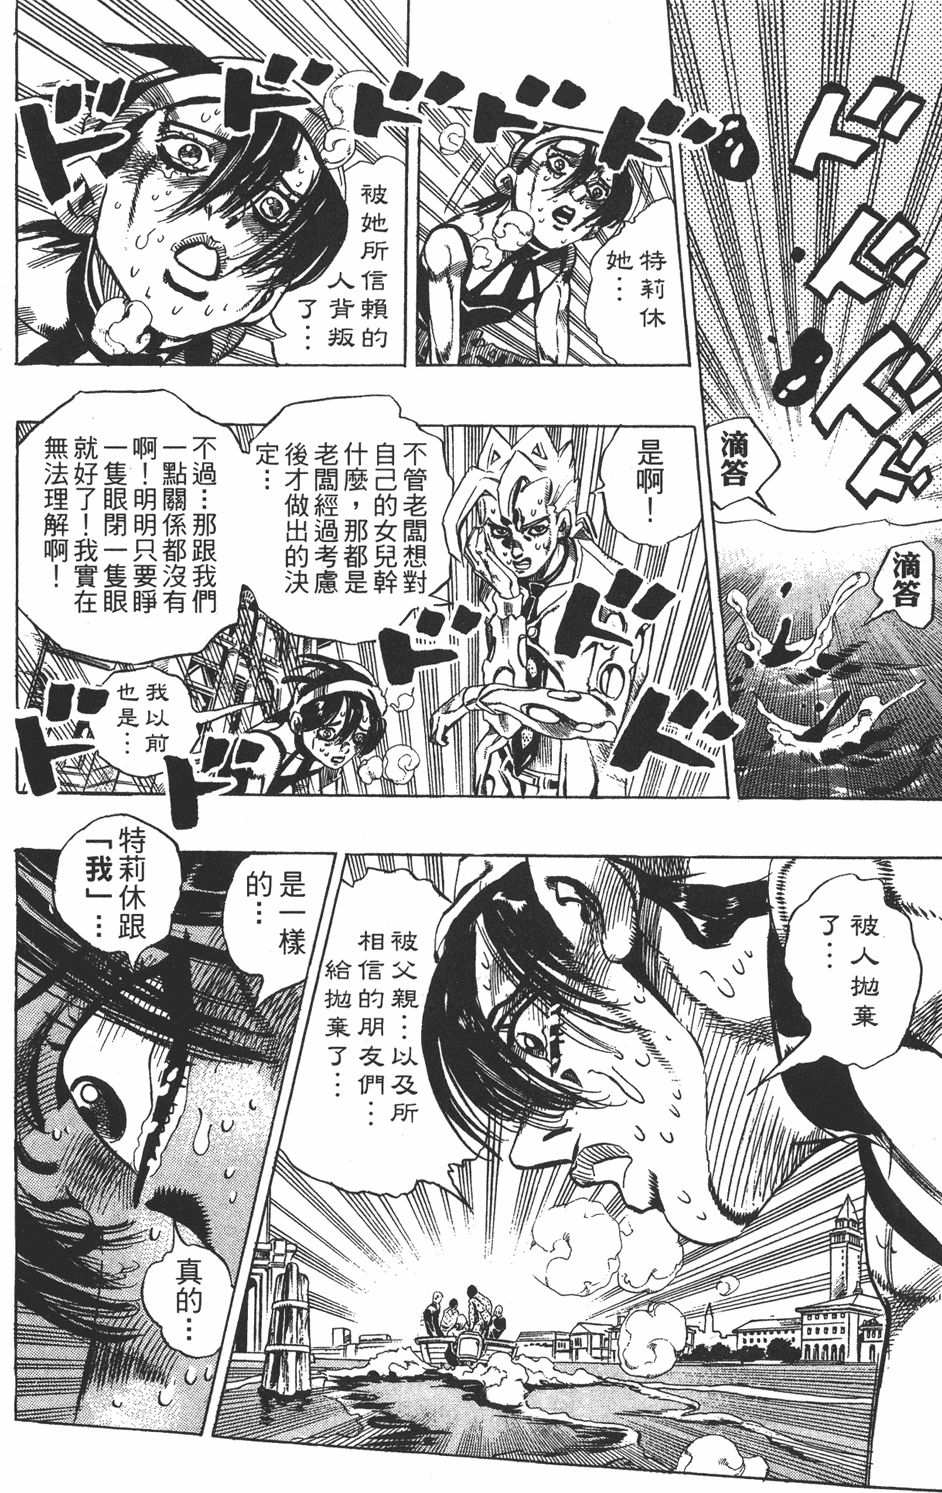 ドドドド
滴答
滴答
特莉休
她…
ドドドドドド
被她所信賴的
人背叛
了…
是啊！
不管老闆想對
自己的女兒幹
什麼，那都是
老闆經過考慮
後才做出的決
定…
不過…那跟我們
一點關係都沒有
啊！明明只要睜
一隻眼閉一隻眼
就好了！我實在
無法理解啊！
我以前
也是…
ドドドドドド
被人拋棄
了…
被父親…以及所
相信的朋友們…
給拋棄了…
是一樣
的…
特莉休跟
「我」…
真的…